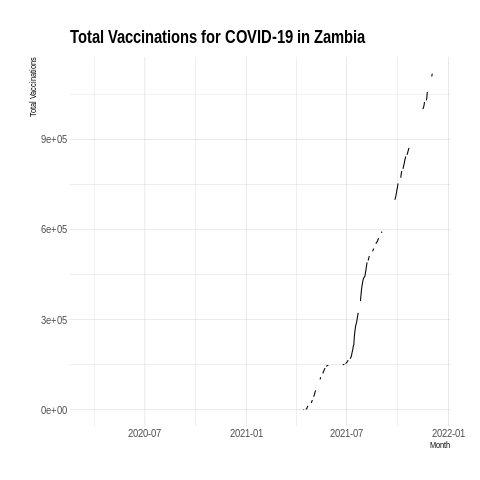 Total Vaccinations for COVID-19 in Zambia
Total Vaccinations
9e+05
6e+05
3e+05
0e+00
2020-07 2021-01 2021-07 2022-01
Month